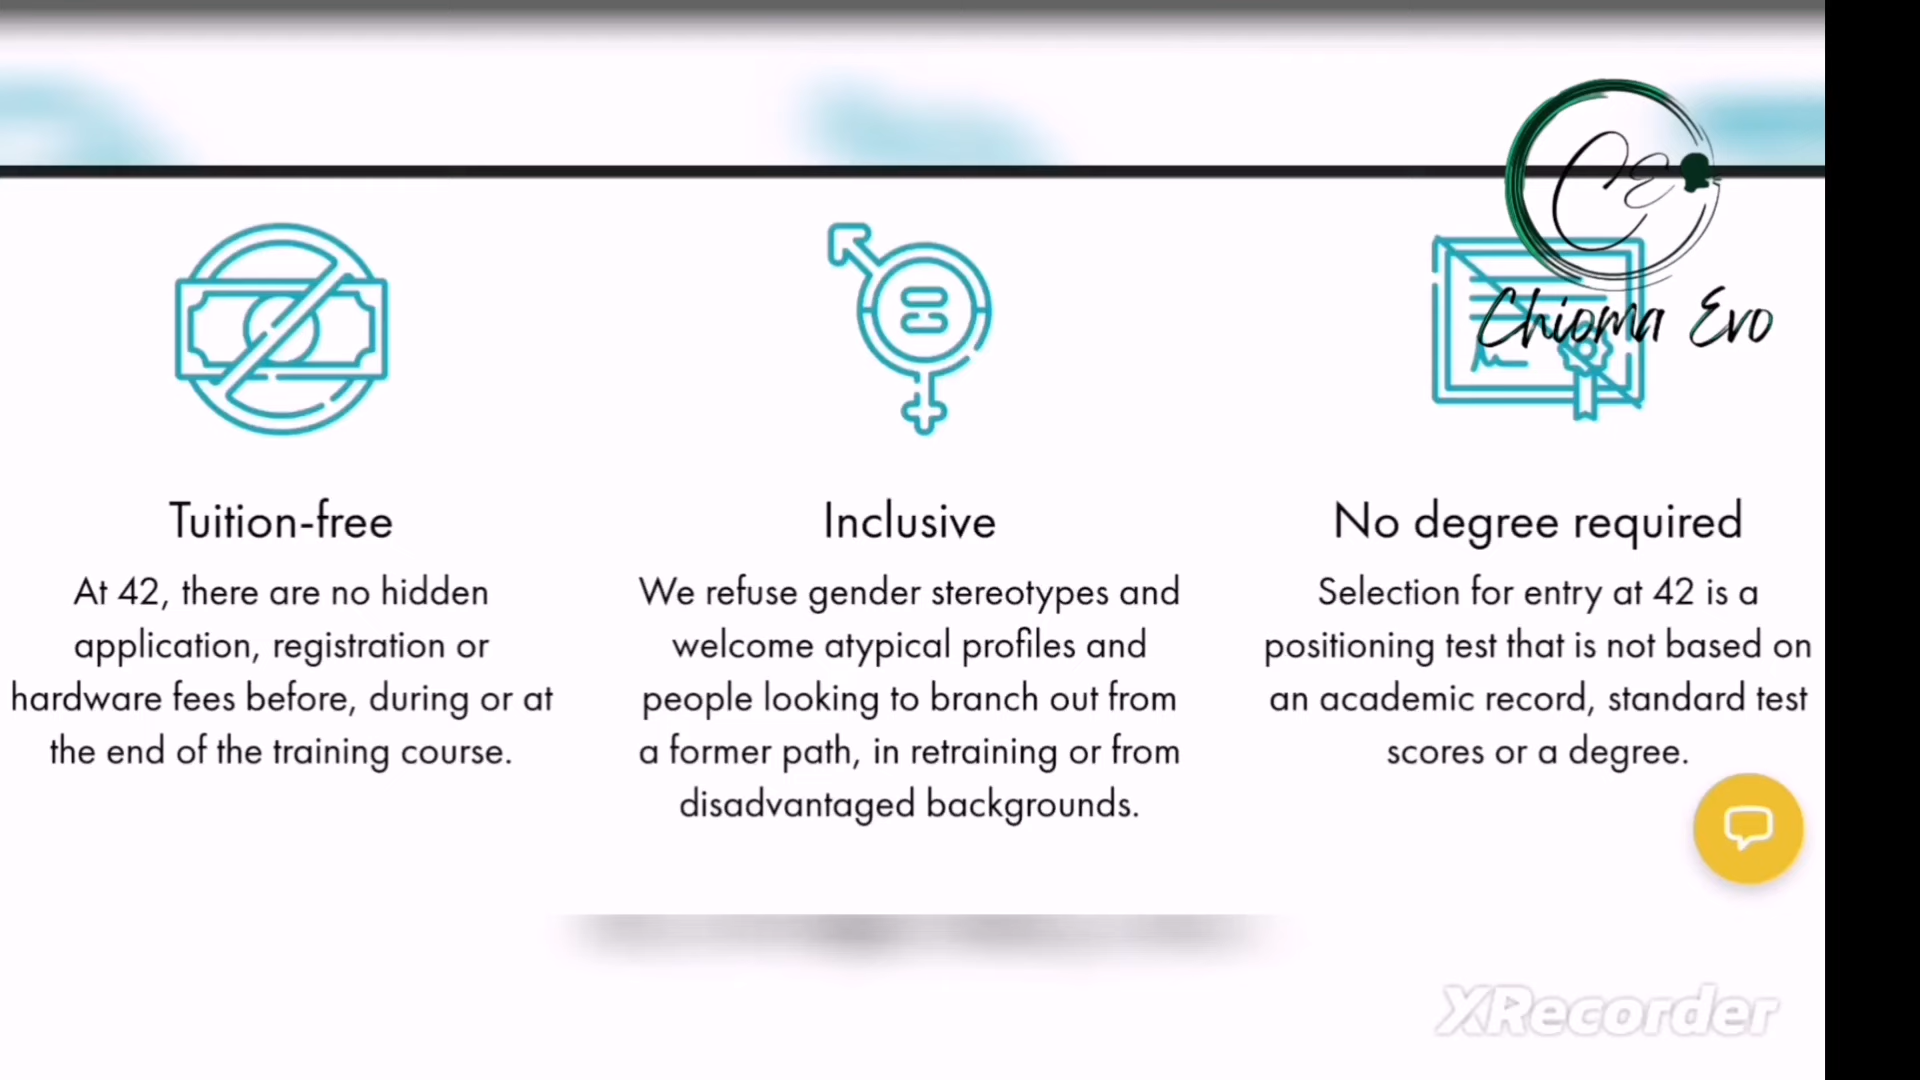 CE
Chioma Evo
Tuition-free
At 42, there are no hidden
application, registration or
hardware fees before, during or at
the end of the training course.
Inclusive
We refuse gender stereotypes and
welcome atypical profiles and
people looking to branch out from
a former path, in retraining or from
disadvantaged backgrounds.
No degree required
Selection for entry at 42 is a
positioning test that is not based on
an academic record, standard test
scores or a degree.
XRecorder